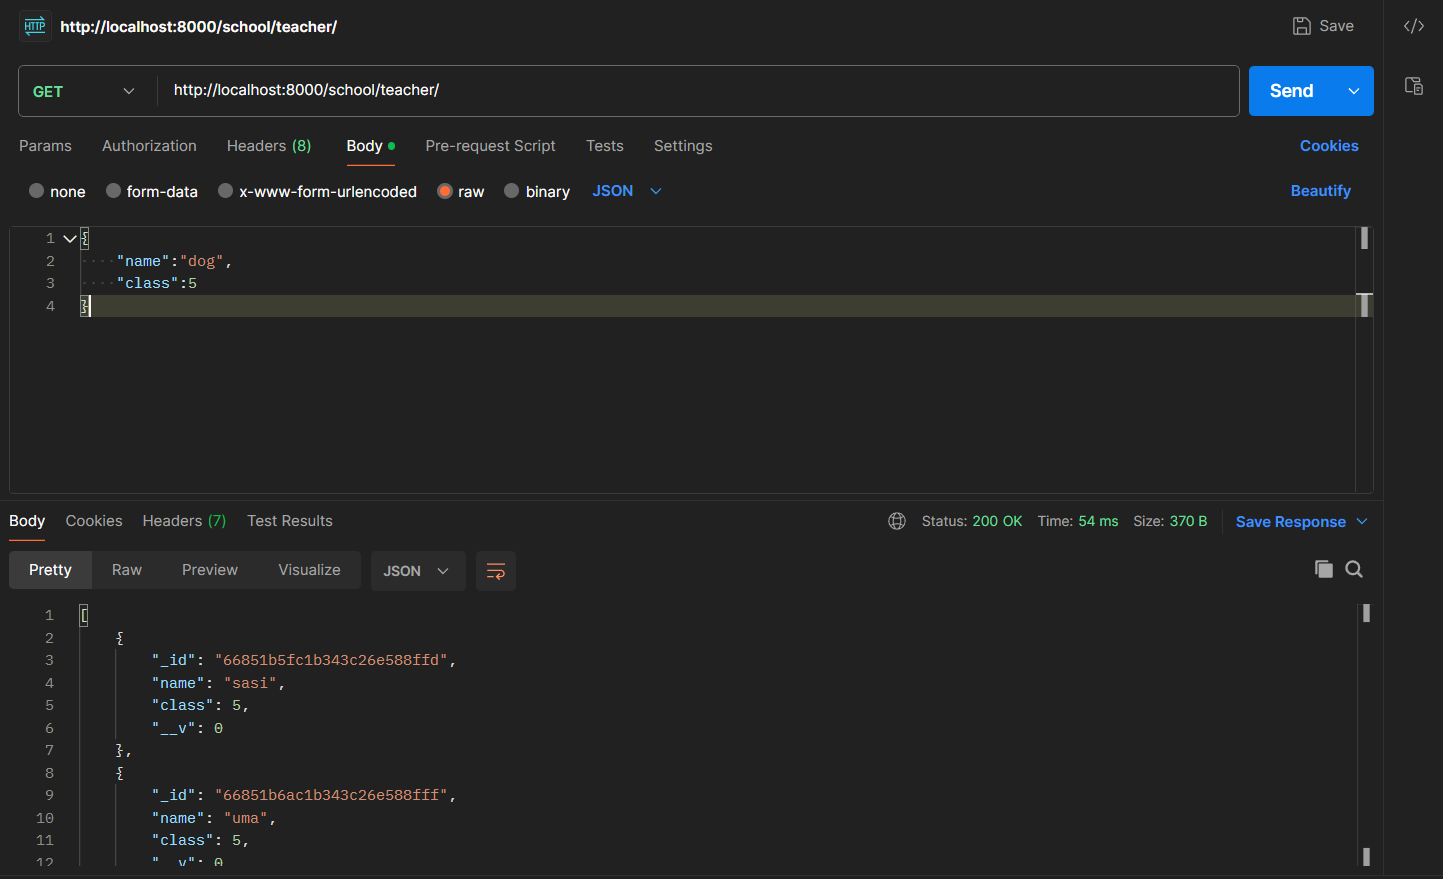 HTTP http://localhost:8000/school/teacher/ Save
GET http://localhost:8000/school/teacher/ Send
Params Authorization Headers (8) Body Pre-request Script Tests Settings Cookies
none form-data x-www-form-urlencoded raw binary JSON Beautify
1 {
2 ····"name":"dog",
3 ····"class":5
4 }
Body Cookies Headers (7) Test Results Status: 200 OK Time: 54 ms Size: 370 B Save Response
Pretty Raw Preview Visualize JSON
1 [
2 {
3 "_id": "66851b5fc1b343c26e588ffd",
4 "name": "sasi",
5 "class": 5,
6 "__v": 0
7 },
8 {
9 "_id": "66851b6ac1b343c26e588fff",
10 "name": "uma",
11 "class": 5,
12 "__v": 0